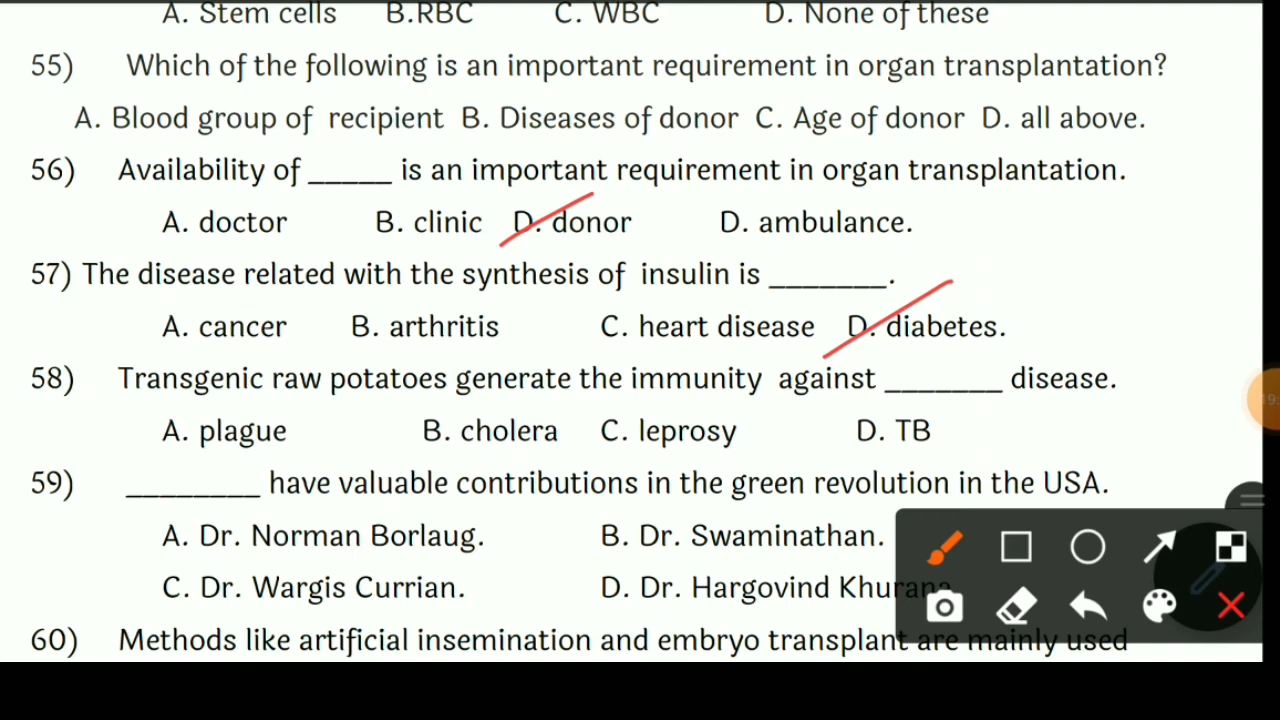 A. Stem cells B.RBC C. WBC D. None of these
55) Which of the following is an important requirement in organ transplantation?
A. Blood group of recipient B. Diseases of donor C. Age of donor D. all above.
56) Availability of _____ is an important requirement in organ transplantation.
A. doctor B. clinic D. donor D. ambulance.
57) The disease related with the synthesis of insulin is _______.
A. cancer B. arthritis C. heart disease D. diabetes.
58) Transgenic raw potatoes generate the immunity against _______ disease.
A. plague B. cholera C. leprosy D. TB
59) ________ have valuable contributions in the green revolution in the USA.
A. Dr. Norman Borlaug. B. Dr. Swaminathan.
C. Dr. Wargis Currian. D. Dr. Hargovind Khurana
60) Methods like artificial insemination and embryo transplant are mainly used